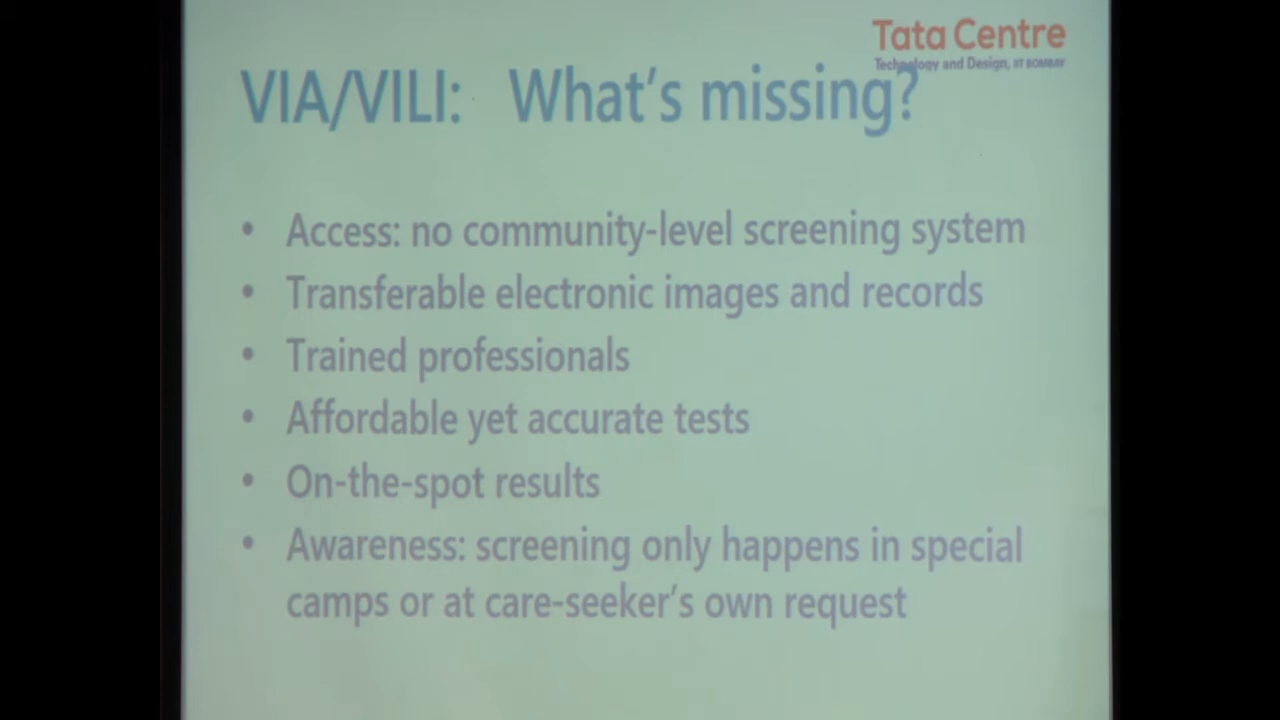 Tata Centre
Technology and Design, IIT BOMBAY
VIA/VILI: What's missing?
• Access: no community-level screening system
• Transferable electronic images and records
• Trained professionals
• Affordable yet accurate tests
• On-the-spot results
• Awareness: screening only happens in special
camps or at care-seeker's own request